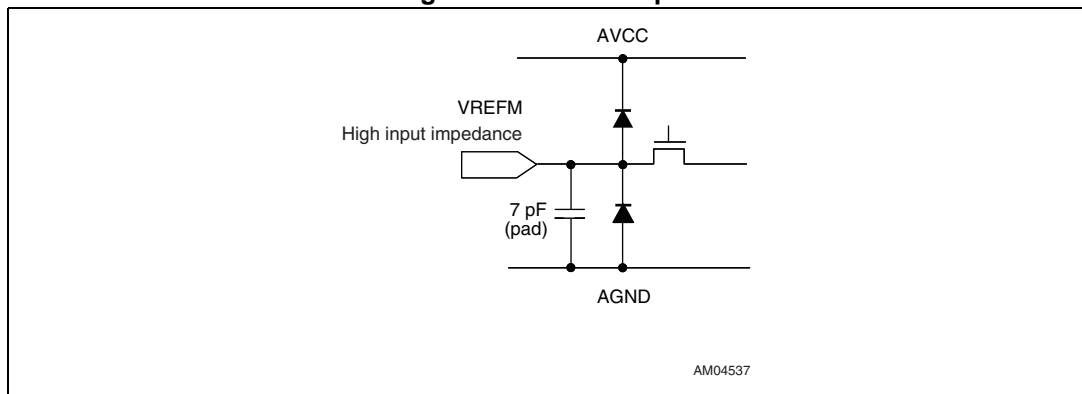 AVCC
VREFM
High input impedance
7 pF
(pad)
AGND
AM04537